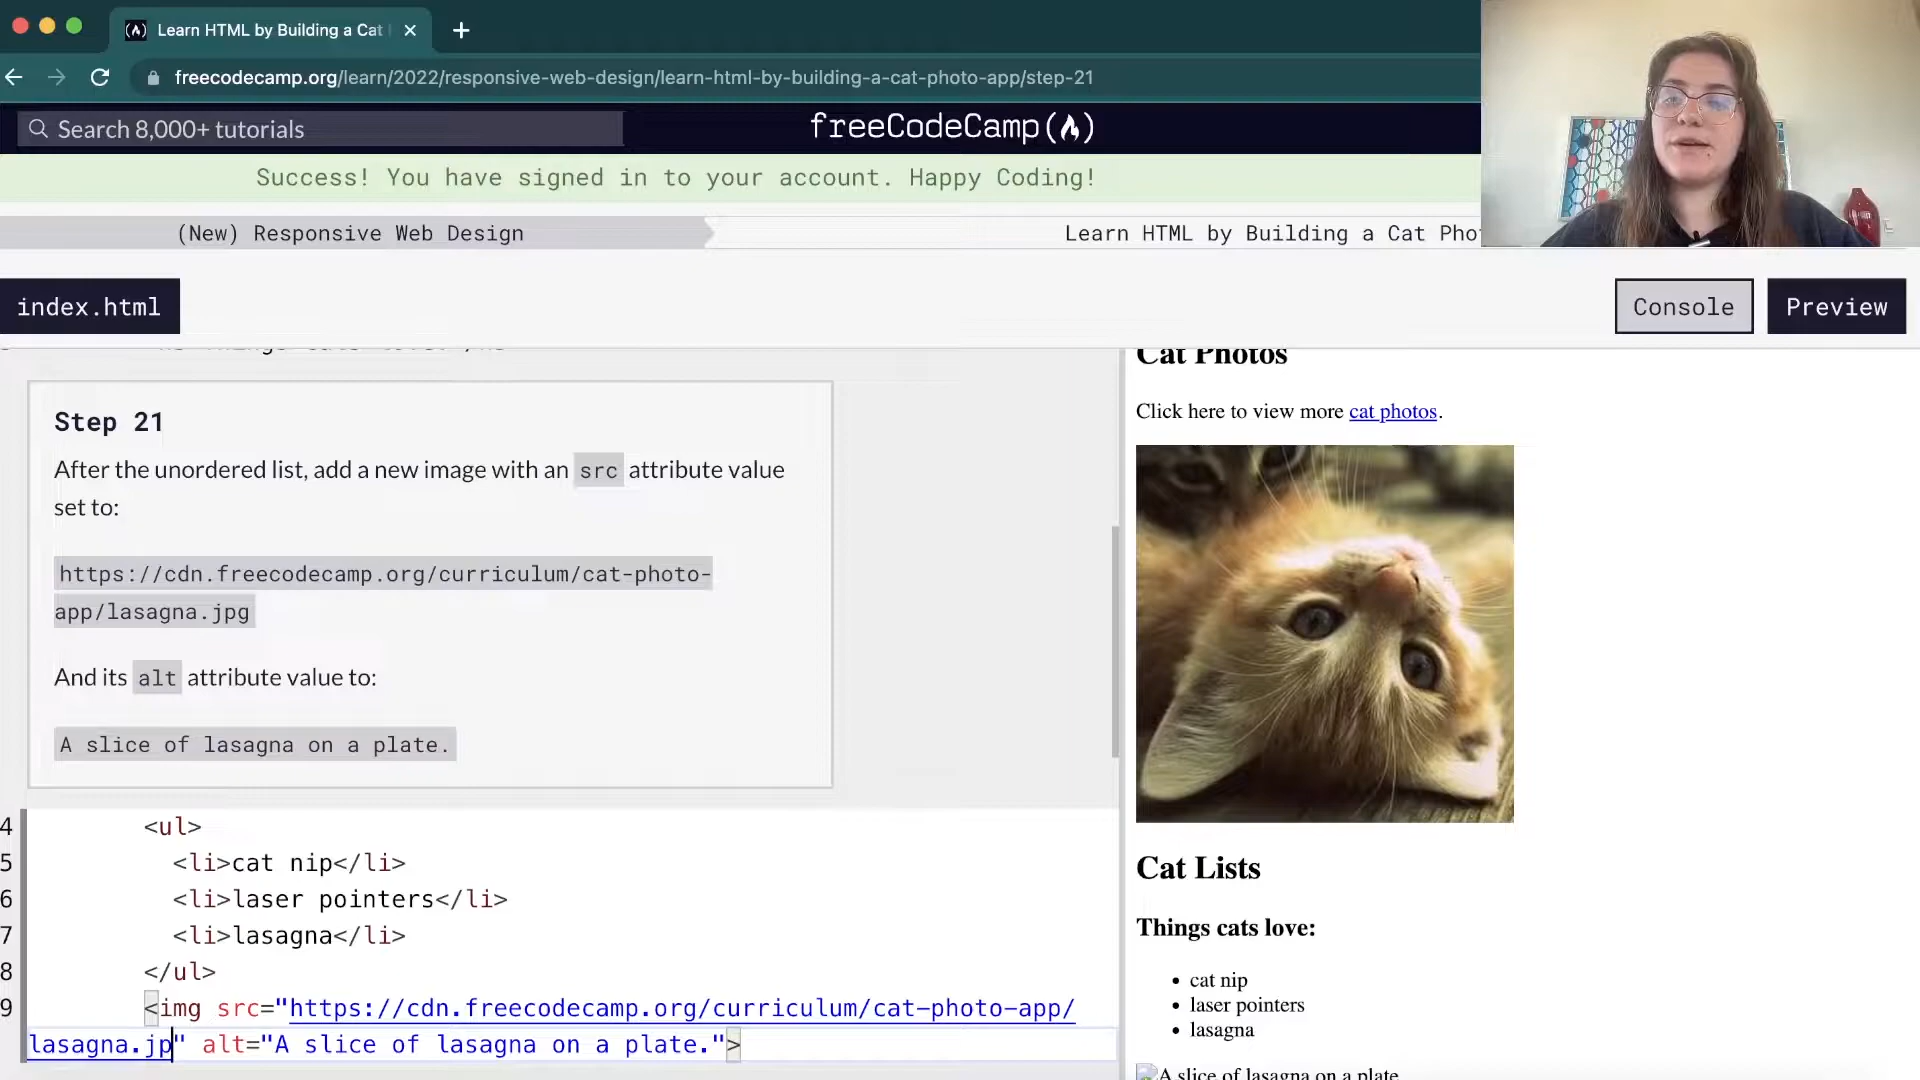 Learn HTML by Building a Cat
freecodecamp.org/learn/2022/responsive-web-design/learn-html-by-building-a-cat-photo-app/step-21
Search 8,000+ tutorials
freeCodeCamp
Success! You have signed in to your account. Happy Coding!
(New) Responsive Web Design
Learn HTML by Building a Cat Pho
index.html
Console
Preview
Step 21
After the unordered list, add a new image with an src attribute value
set to:
https://cdn.freecodecamp.org/curriculum/cat-photo-
app/lasagna.jpg
And its alt attribute value to:
A slice of lasagna on a plate.
4 <ul>
5 <li>cat nip</li>
6 <li>laser pointers</li>
7 <li>lasagna</li>
8 </ul>
9 <img src="https://cdn.freecodecamp.org/curriculum/cat-photo-app/
lasagna.jp" alt="A slice of lasagna on a plate.">
Cat Photos
Click here to view more cat photos.
Cat Lists
Things cats love:
• cat nip
• laser pointers
• lasagna
A slice of lasagna on a plate